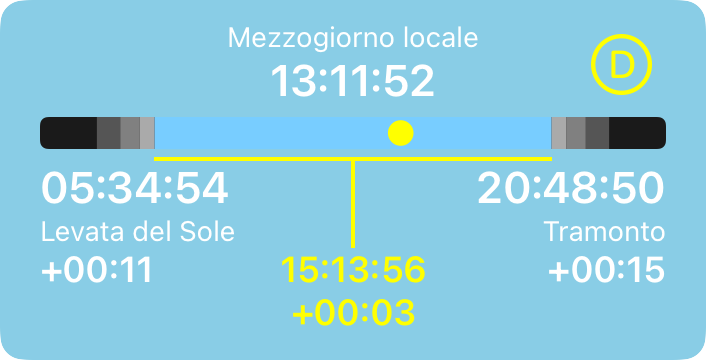 Mezzogiorno locale
13:11:52
D
05:34:54
20:48:50
Levata del Sole
Tramonto
+00:11
15:13:56
+00:15
+00:03